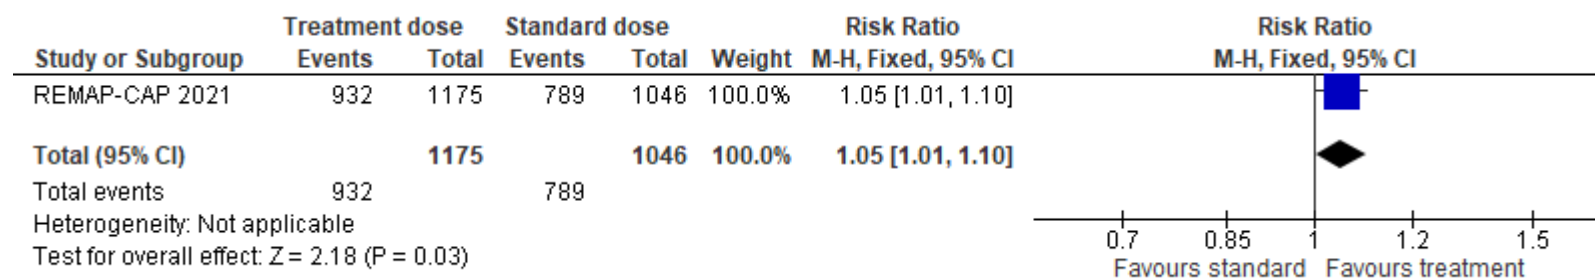 Treatment dose Standard dose Risk Ratio Risk Ratio
Study or Subgroup Events Total Events Total Weight M-H, Fixed, 95% CI M-H, Fixed, 95% CI
REMAP-CAP 2021 932 1175 789 1046 100.0% 1.05 [1.01, 1.10]
Total (95% CI) 1175 1046 100.0% 1.05 [1.01, 1.10]
Total events 932 789
Heterogeneity: Not applicable
Test for overall effect: Z = 2.18 (P = 0.03)
0.7 0.85 1 1.2 1.5
Favours standard Favours treatment